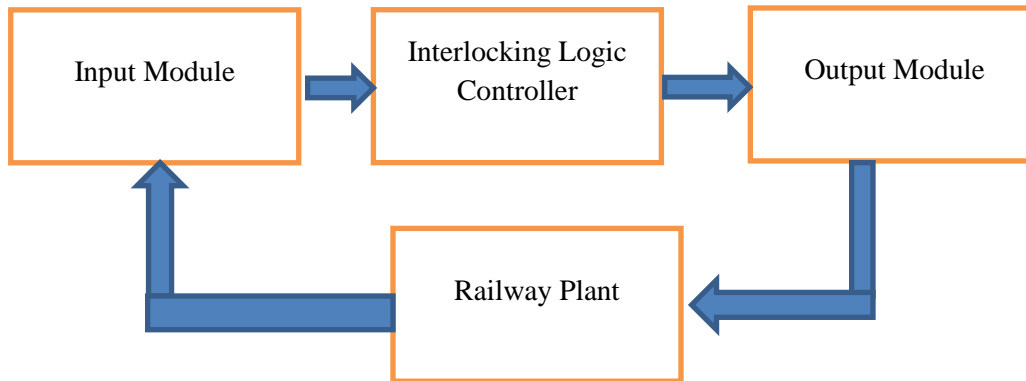 Input Module
Interlocking Logic
Controller
Output Module
Railway Plant